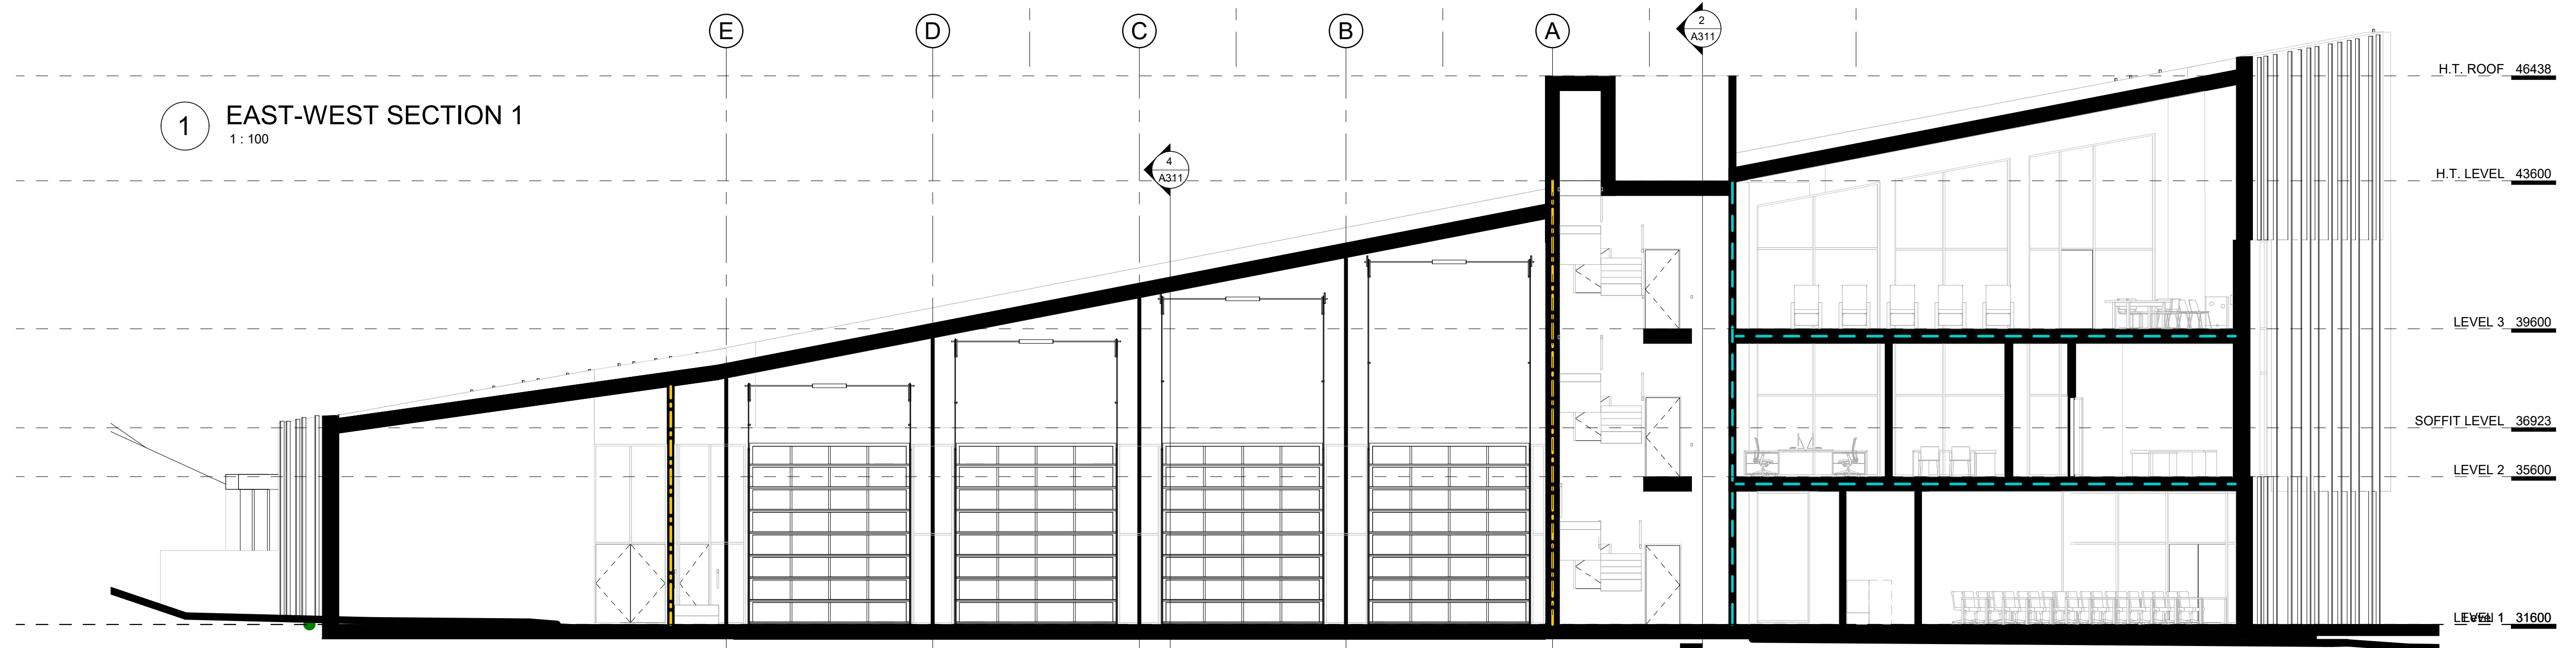 E
D
C
B
A
2
A311
H.T. ROOF 46438
1
EAST-WEST SECTION 1
1 : 100
4
A311
H.T. LEVEL 43600
LEVEL 3 39600
SOFFIT LEVEL 36923
LEVEL 2 35600
LEVEL 1 31600